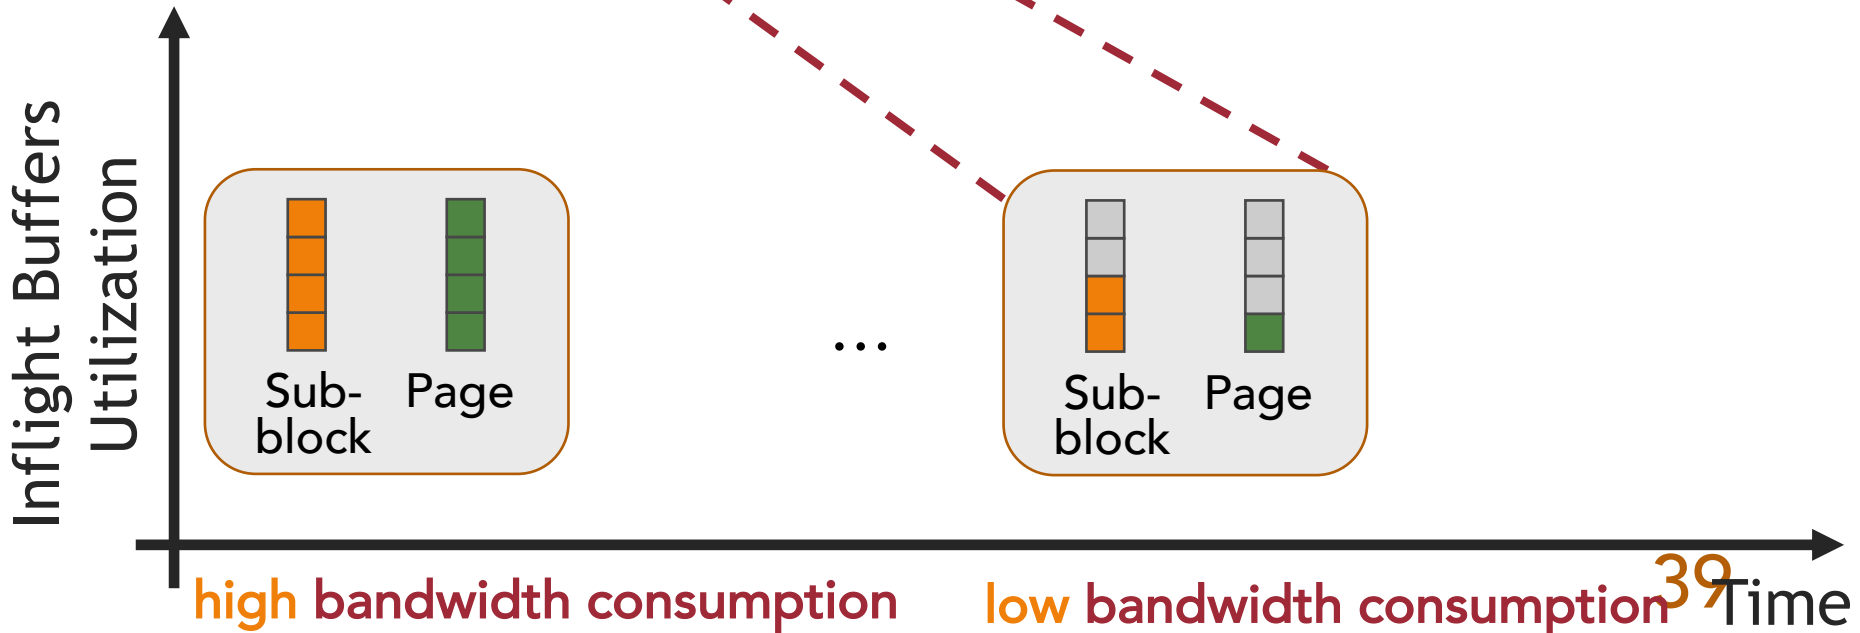 Inflight Buffers
Utilization
Sub-
block
Page
...
Sub-
block
Page
high bandwidth consumption
low bandwidth consumption
39
Time